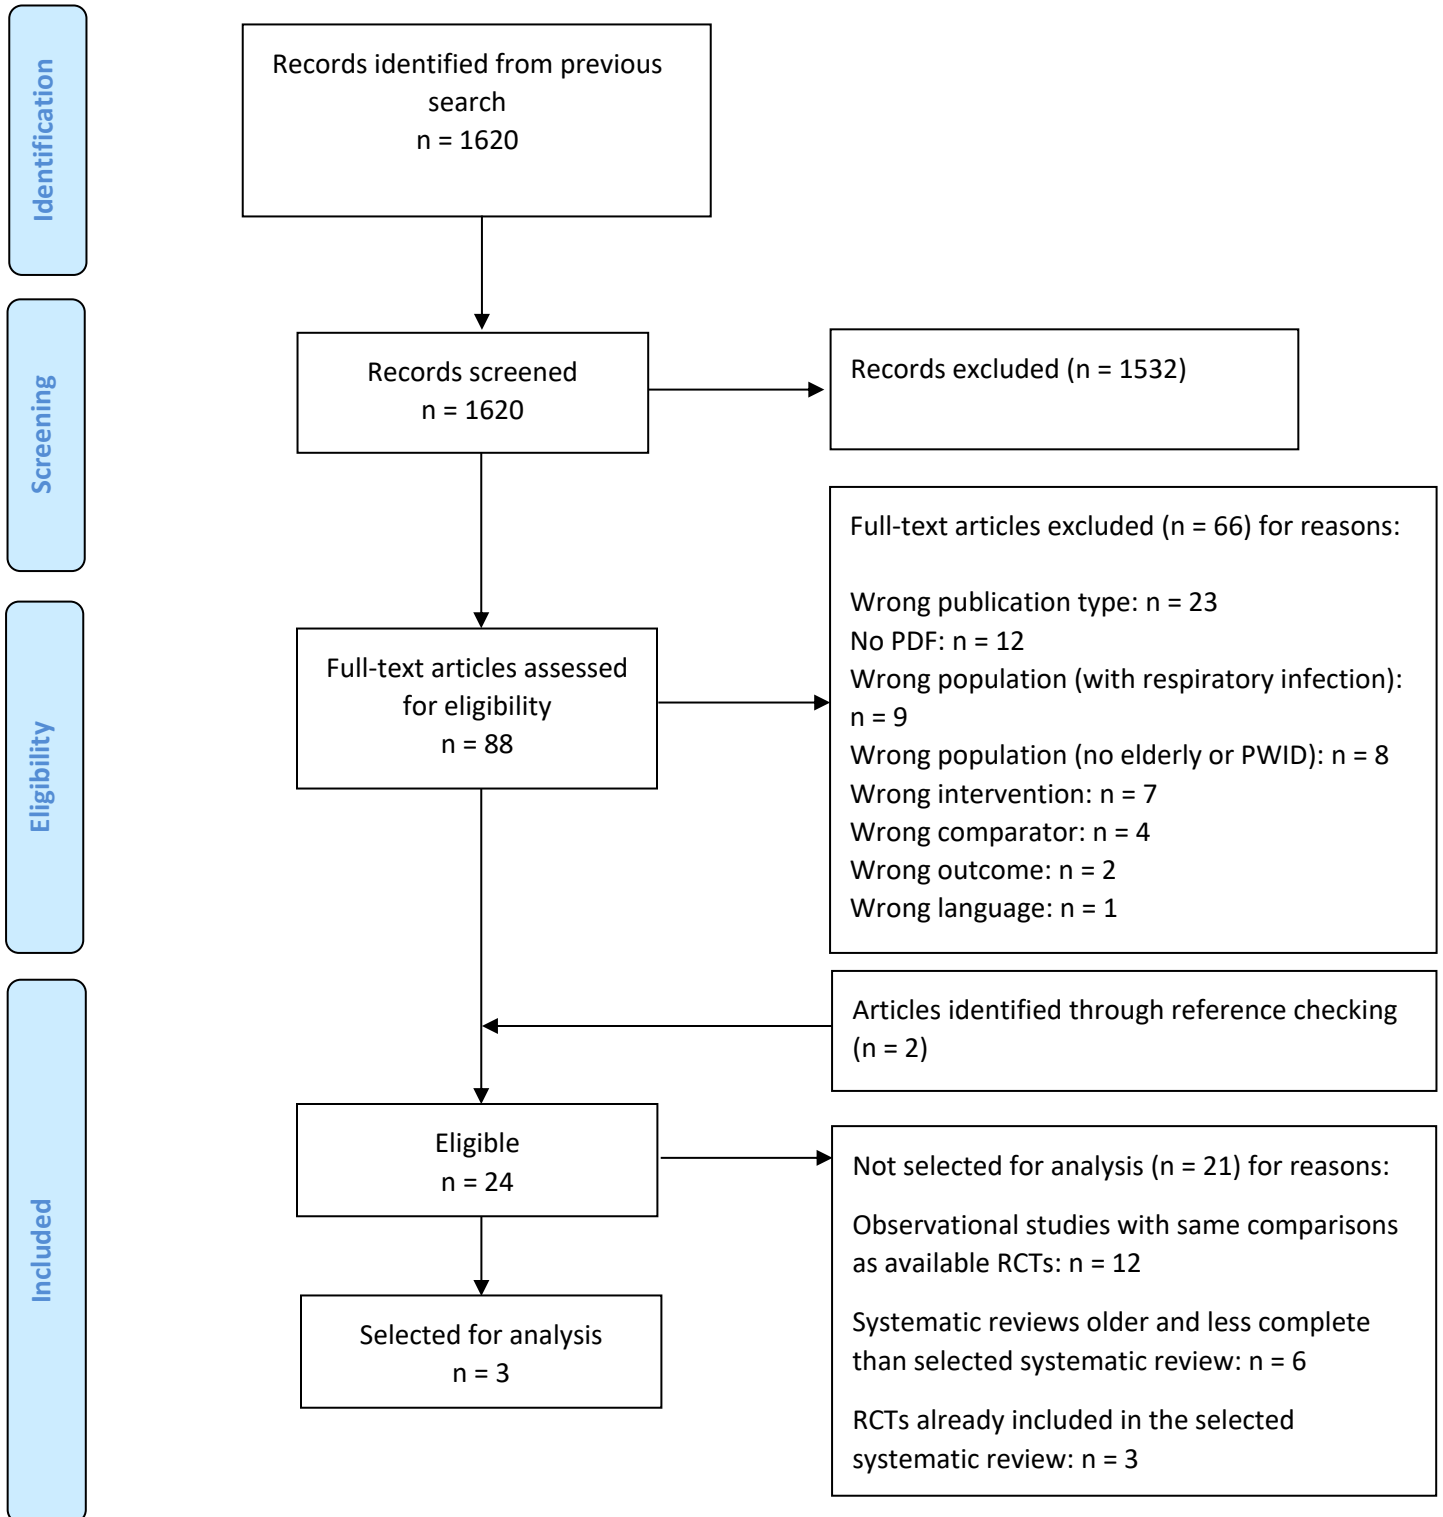 Identification
Records identified from previous
search
n = 1620
Screening
Records screened
n = 1620
Records excluded (n = 1532)
Eligibility
Full-text articles assessed
for eligibility
n = 88
Full-text articles excluded (n = 66) for reasons:
Wrong publication type: n = 23
No PDF: n = 12
Wrong population (with respiratory infection):
n = 9
Wrong population (no elderly or PWID): n = 8
Wrong intervention: n = 7
Wrong comparator: n = 4
Wrong outcome: n = 2
Wrong language: n = 1
Included
Articles identified through reference checking
(n = 2)
Eligible
n = 24
Not selected for analysis (n = 21) for reasons:
Observational studies with same comparisons
as available RCTs: n = 12
Systematic reviews older and less complete
than selected systematic review: n = 6
RCTs already included in the selected
systematic review: n = 3
Selected for analysis
n = 3